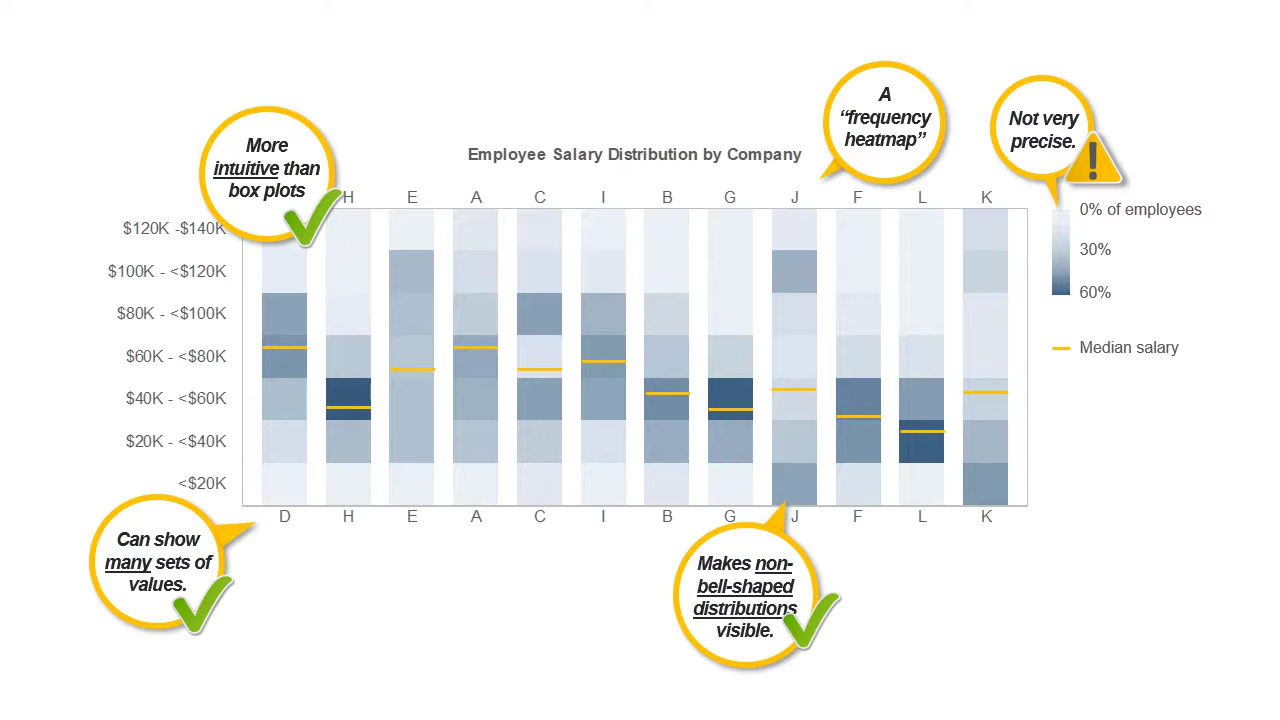 A
“frequency
heatmap”
Not very
precise.
More
intuitive than
box plots
Employee Salary Distribution by Company
H E A C I B G J F L K
$120K -$140K
$100K - <$120K
$80K - <$100K
$60K - <$80K
$40K - <$60K
$20K - <$40K
<$20K
D H E A C I B G J F L K
0% of employees
30%
60%
Median salary
Can show
many sets of
values.
Makes non-
bell-shaped
distributions
visible.